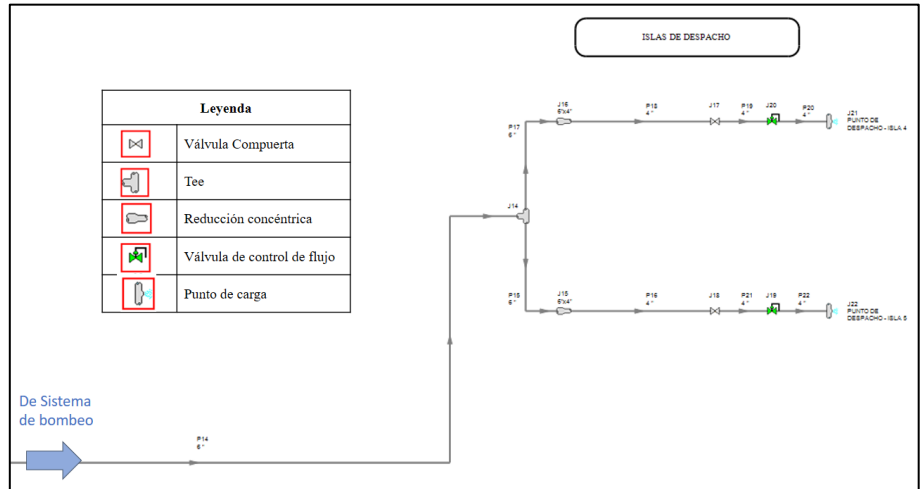 ISLAS DE DESPACHO
Leyenda
Válvula Compuerta
Tee
Reducción concéntrica
Válvula de control de flujo
Punto de carga
De Sistema
de bombeo
P14
6 "
J14
P17
6 "
J16
6"x4"
P18
4 "
J17
P19
4 "
J20
P20
4 "
J21
PUNTO DE
DESPACHO - ISLA 4
P15
6 "
J15
6"x4"
P16
4 "
J18
P21
4 "
J19
P22
4 "
J22
PUNTO DE
DESPACHO - ISLA 5